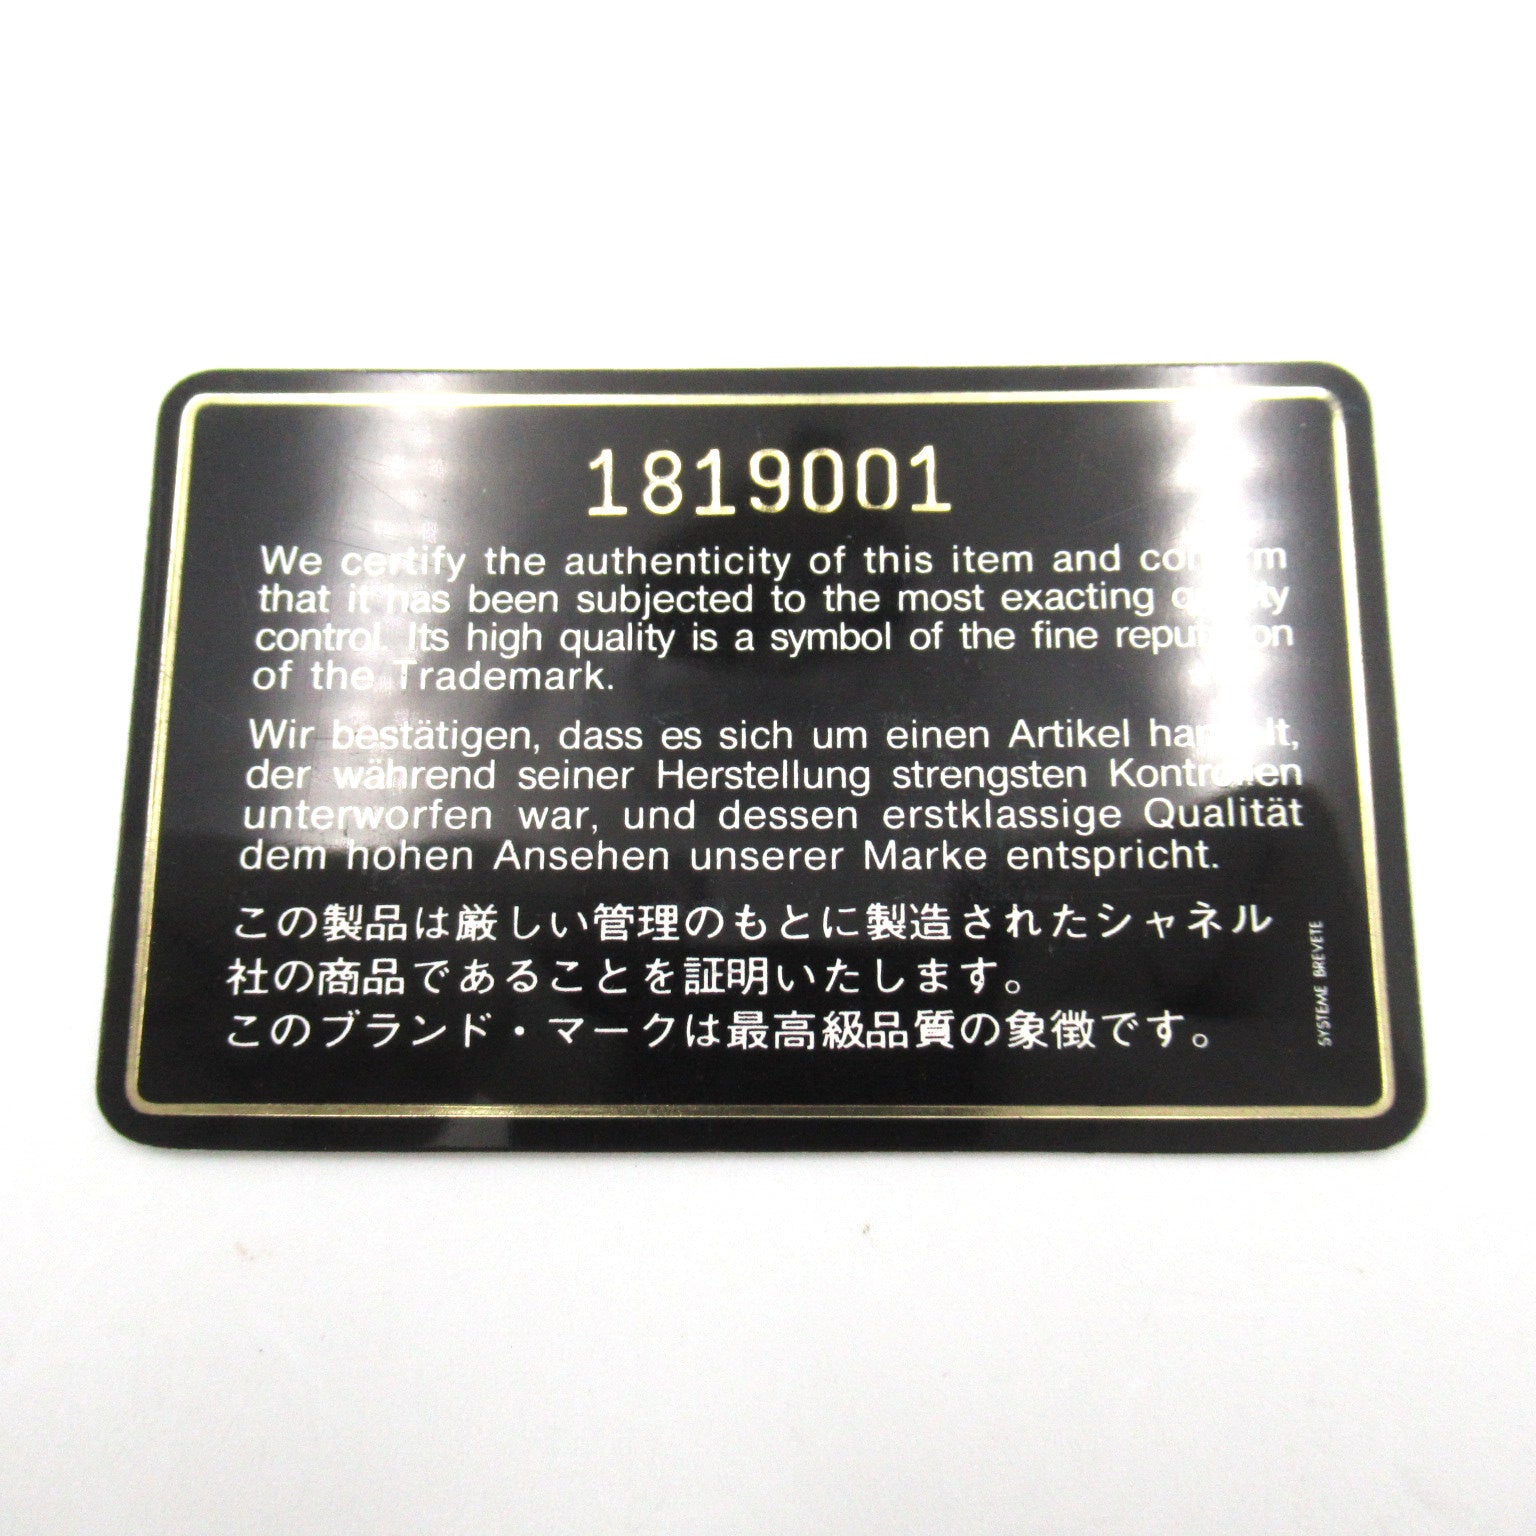 1819001
We certify the authenticity of this item and confirm
that it has been subjected to the most exacting quality
control. Its high quality is a symbol of the fine reputation
of the Trademark.
Wir bestätigen, dass es sich um einen Artikel handelt,
der während seiner Herstellung strengsten Kontrollen
unterworfen war, und dessen erstklassige Qualität
dem hohen Ansehen unserer Marke entspricht.
この製品は厳しい管理のもとに製造されたシャネル
社の商品であることを証明いたします。
このブランド・マークは最高級品質の象徴です。
SYSTEME BREVETE